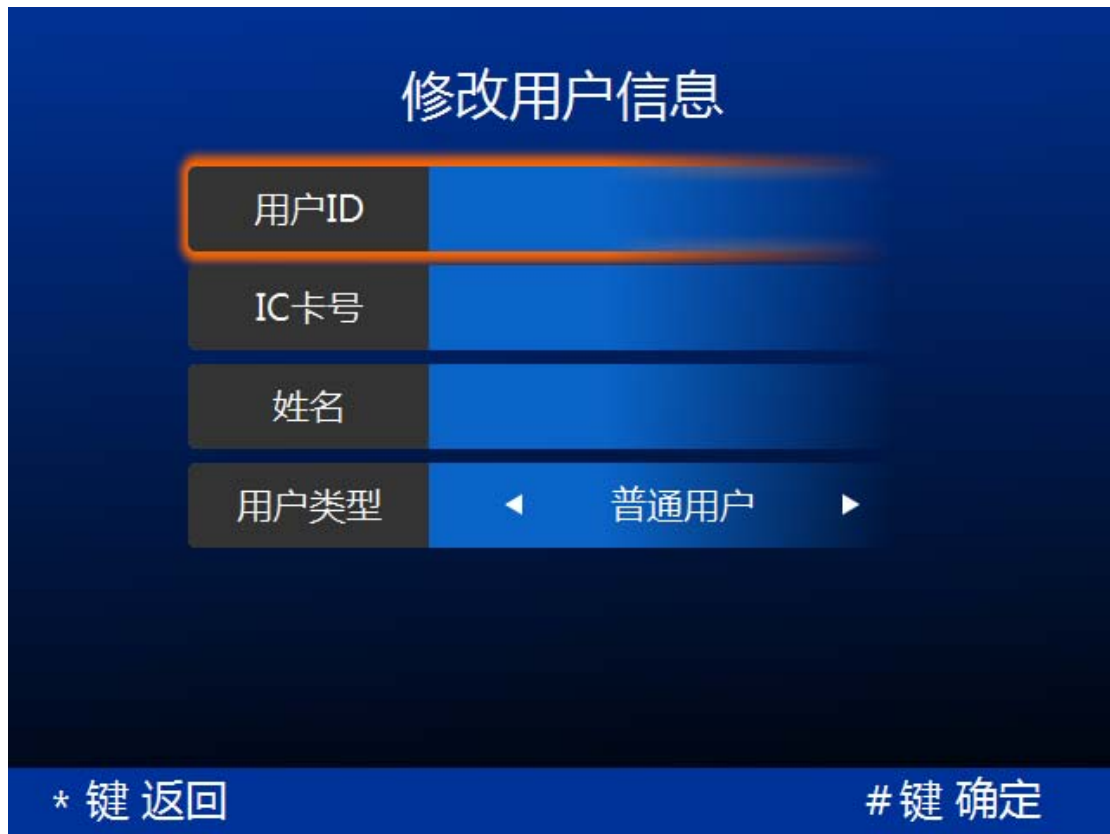 修改用户信息
用户ID
IC卡号
姓名
用户类型 ◀ 普通用户 ▶
* 键 返回 #键 确定